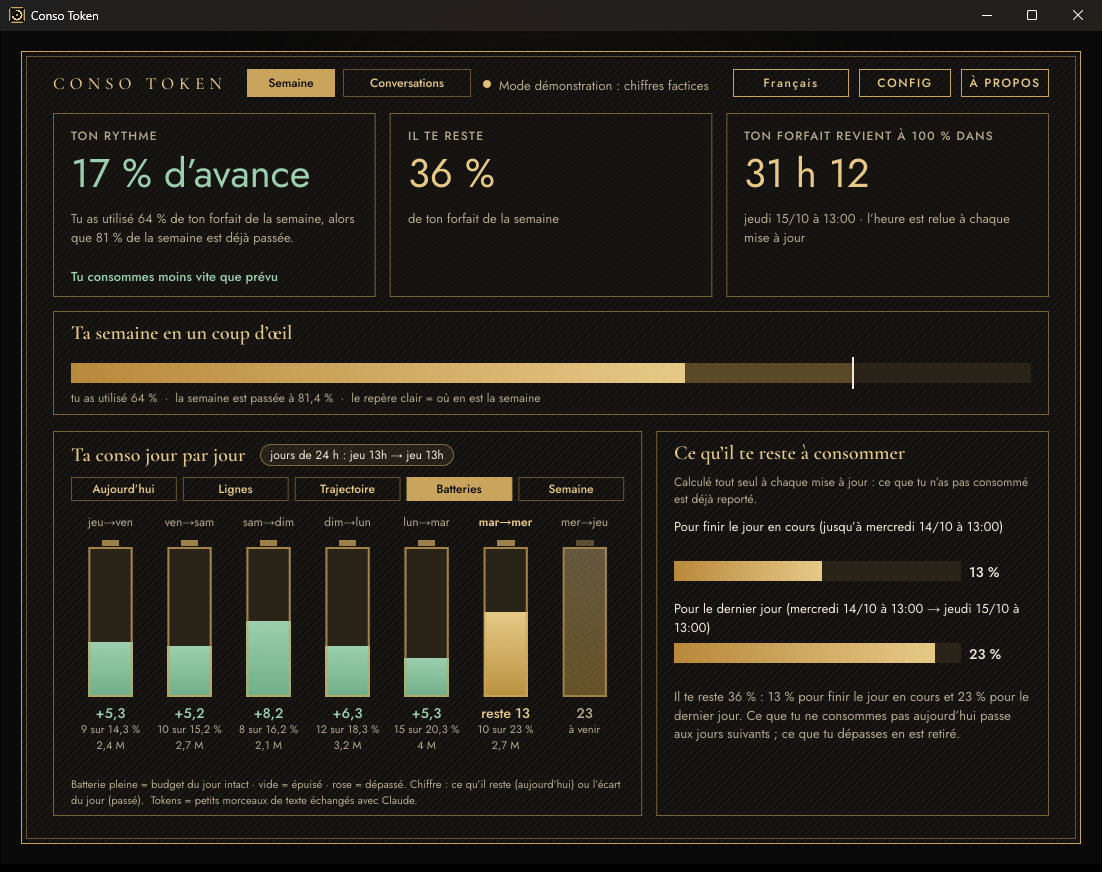 Conso Token
CONSO TOKEN
Semaine
Conversations
Mode démonstration : chiffres factices
Français
CONFIG
À PROPOS
TON RYTHME
17 % d’avance
Tu as utilisé 64 % de ton forfait de la semaine, alors
que 81 % de la semaine est déjà passée.
Tu consommes moins vite que prévu
IL TE RESTE
36 %
de ton forfait de la semaine
TON FORFAIT REVIENT À 100 % DANS
31 h 12
jeudi 15/10 à 13:00 · l’heure est relue à chaque
mise à jour
Ta semaine en un coup d’œil
tu as utilisé 64 % · la semaine est passée à 81,4 % · le repère clair = où en est la semaine
Ta conso jour par jour
jours de 24 h : jeu 13h → jeu 13h
Aujourd’hui
Lignes
Trajectoire
Batteries
Semaine
jeu→ven
ven→sam
sam→dim
dim→lun
lun→mar
mar→mer
mer→jeu
+5,3
+5,2
+8,2
+6,3
+5,3
reste 13
23
9 sur 14,3 %
10 sur 15,2 %
8 sur 16,2 %
12 sur 18,3 %
15 sur 20,3 %
10 sur 23 %
à venir
2,4 M
2,7 M
2,1 M
3,2 M
4 M
2,7 M
Batterie pleine = budget du jour intact · vide = épuisé · rose = dépassé. Chiffre : ce qu’il reste (aujourd’hui) ou l’écart
du jour (passé). Tokens = petits morceaux de texte échangés avec Claude.
Ce qu’il te reste à consommer
Calculé tout seul à chaque mise à jour : ce que tu n’as pas consommé
est déjà reporté.
Pour finir le jour en cours (jusqu’à mercredi 14/10 à 13:00)
13 %
Pour le dernier jour (mercredi 14/10 à 13:00 → jeudi 15/10 à
13:00)
23 %
Il te reste 36 % : 13 % pour finir le jour en cours et 23 % pour le
dernier jour. Ce que tu ne consommes pas aujourd’hui passe
aux jours suivants ; ce que tu dépasses en est retiré.